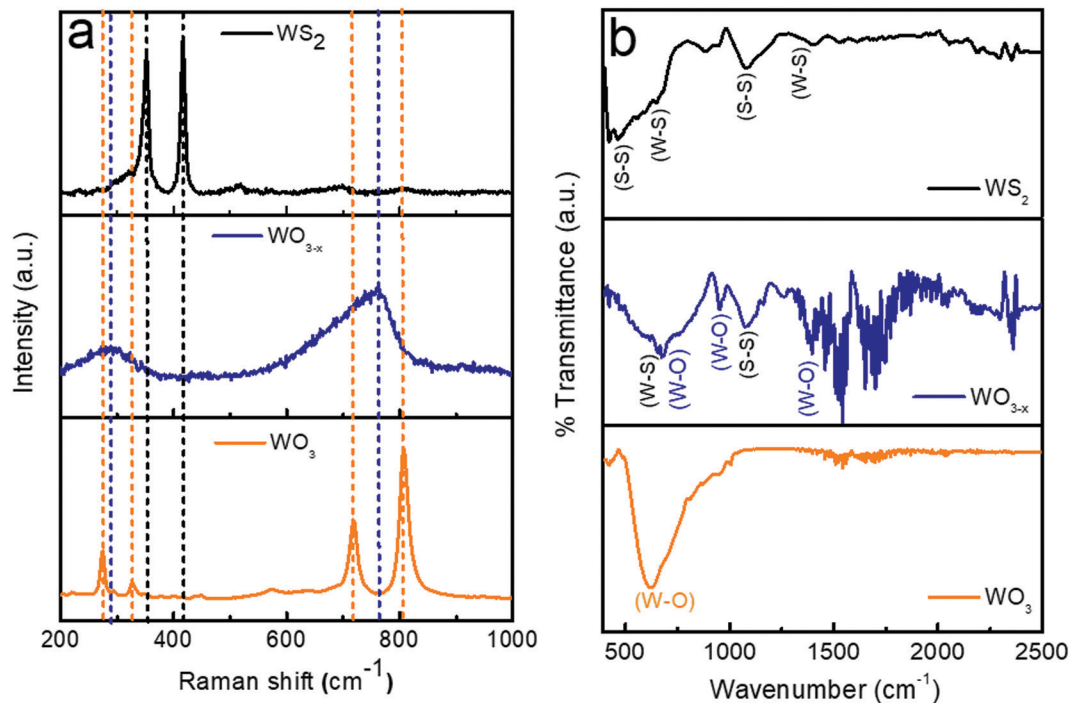 a
WS2
WO3-x
WO3
Intensity (a.u.)
200 400 600 800 1000
Raman shift (cm-1)
b
(S-S)
(W-S)
(S-S)
(W-S)
WS2
(W-S)
(W-O)
(W-O)
(S-S)
(W-O)
WO3-x
(W-O)
WO3
% Transmittance (a.u.)
500 1000 1500 2000 2500
Wavenumber (cm-1)